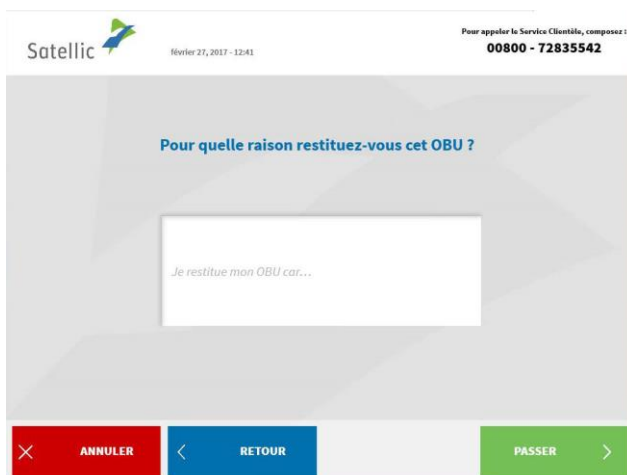 Satellic
février 27, 2017 - 12:41
Pour appeler le Service Clientèle, composez :
00800 - 72835542
Pour quelle raison restituez-vous cet OBU ?
Je restitue mon OBU car...
ANNULER
RETOUR
PASSER